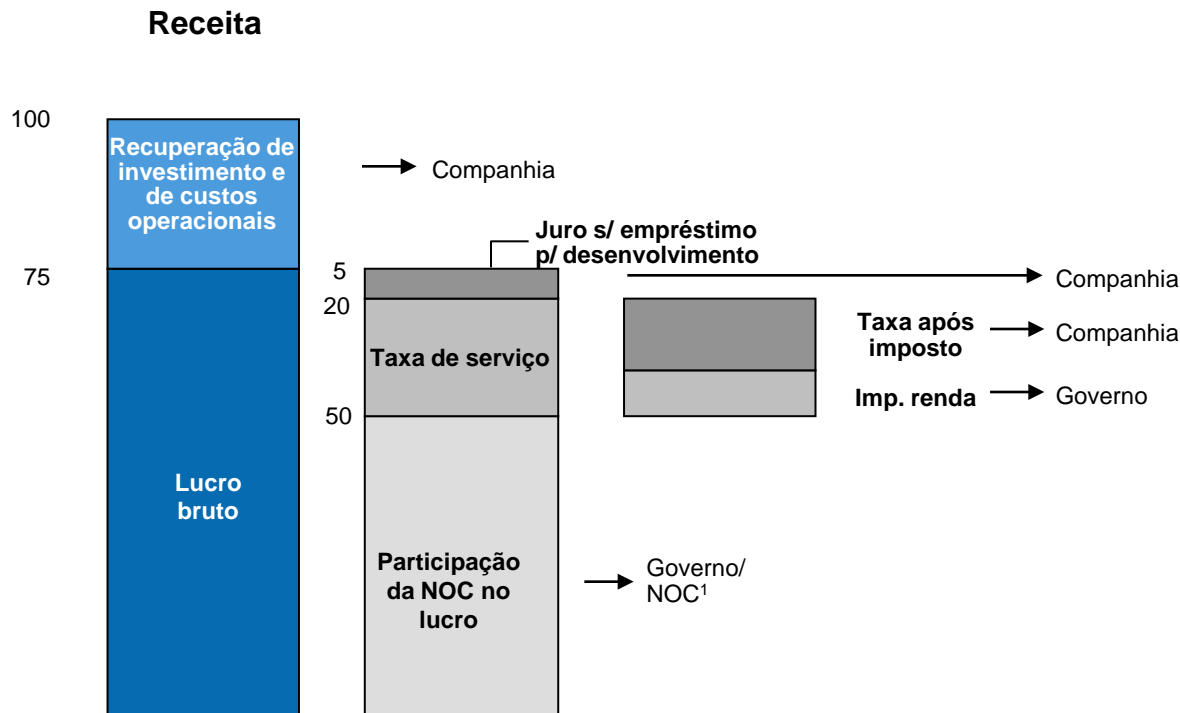 Receita
100
Recuperação de
investimento e
de custos
operacionais
Companhia
Juro s/ empréstimo
p/ desenvolvimento
75
5
Companhia
20
Taxa de serviço
Taxa após
imposto
Companhia
Imp. renda
Governo
50
Lucro
bruto
Participação
da NOC no
lucro
Governo/
NOC¹